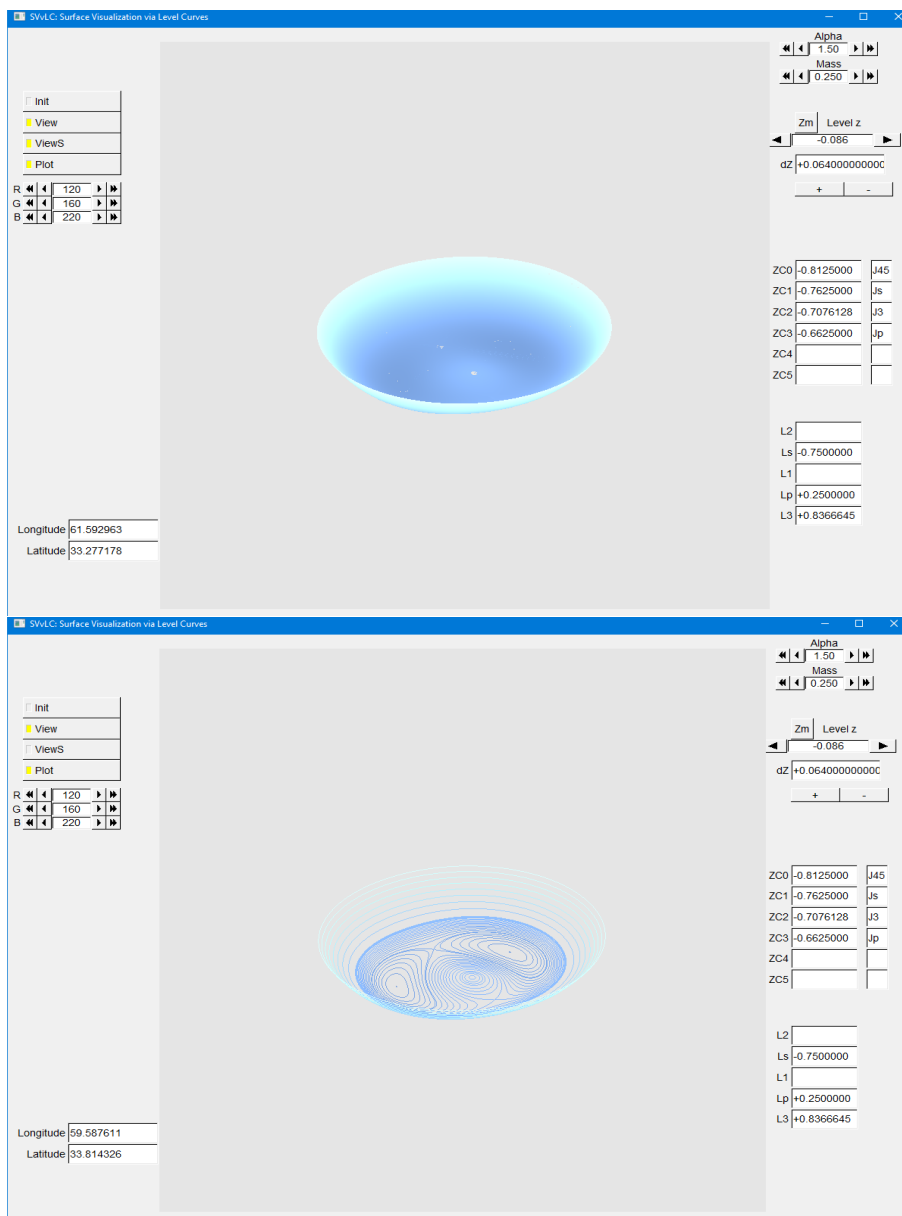 SVvLC: Surface Visualization via Level Curves
Alpha
1.50
Mass
0.250
Init
View
ViewS
Plot
Zm Level z
-0.086
dZ +0.064000000000
+ -
R 120
G 160
B 220
ZC0 -0.8125000 J45
ZC1 -0.7625000 Js
ZC2 -0.7076128 J3
ZC3 -0.6625000 Jp
ZC4
ZC5
L2
Ls -0.7500000
L1
Lp +0.2500000
L3 +0.8366645
Longitude 61.592963
Latitude 33.277178
SVvLC: Surface Visualization via Level Curves
Alpha
1.50
Mass
0.250
Init
View
ViewS
Plot
Zm Level z
-0.086
dZ +0.064000000000
+ -
R 120
G 160
B 220
ZC0 -0.8125000 J45
ZC1 -0.7625000 Js
ZC2 -0.7076128 J3
ZC3 -0.6625000 Jp
ZC4
ZC5
L2
Ls -0.7500000
L1
Lp +0.2500000
L3 +0.8366645
Longitude 59.587611
Latitude 33.814326